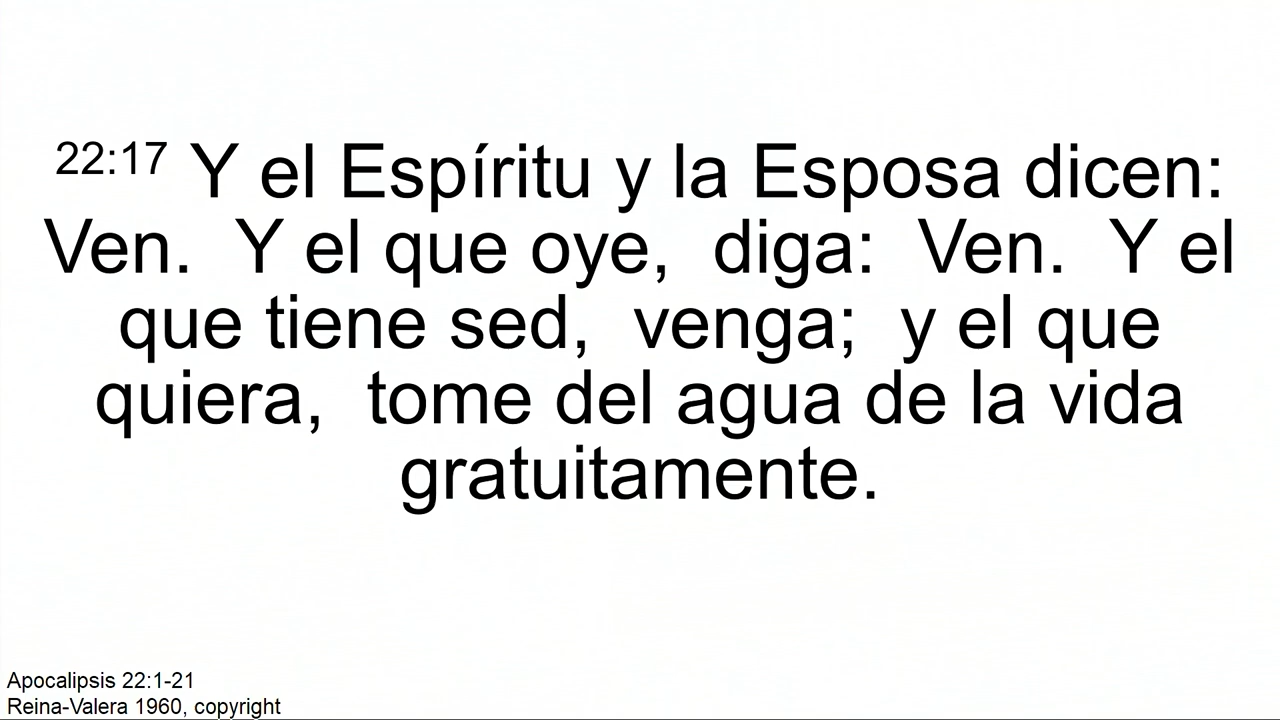 22:17 Y el Espíritu y la Esposa dicen:
Ven. Y el que oye, diga: Ven. Y el
que tiene sed, venga; y el que
quiera, tome del agua de la vida
gratuitamente.
Apocalipsis 22:1-21
Reina-Valera 1960, copyright